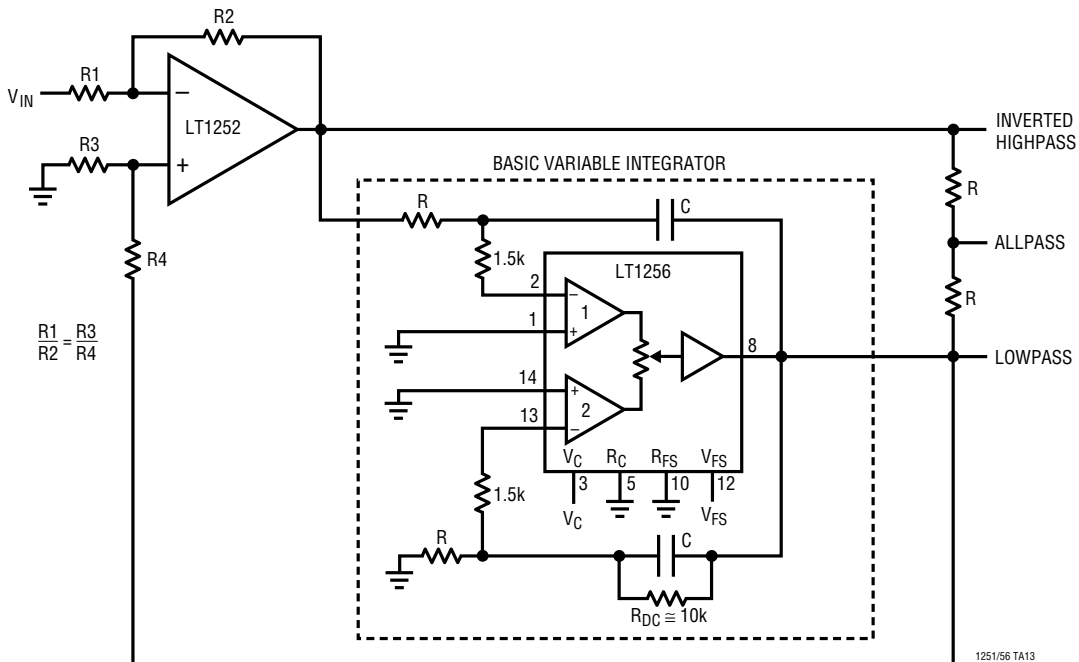 R2
R1
V_IN
−
LT1252
+
R3
R4
R1/R2 = R3/R4
INVERTED
HIGHPASS
BASIC VARIABLE INTEGRATOR
R
C
R
1.5k
ALLPASS
LT1256
2
−
1
1
+
R
8
LOWPASS
14
+
2
13
−
V_C R_C R_FS V_FS
3 5 10 12
V_C V_FS
1.5k
R
C
R_DC ≅ 10k
1251/56 TA13